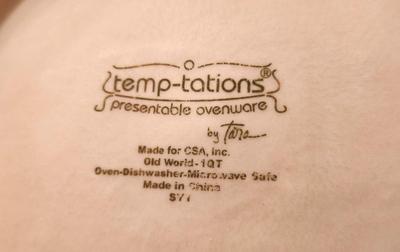 temp-tations®
presentable ovenware
by Tara
Made for CSA, Inc.
Old World-1QT
Oven-Dishwasher-Microwave Safe
Made in China